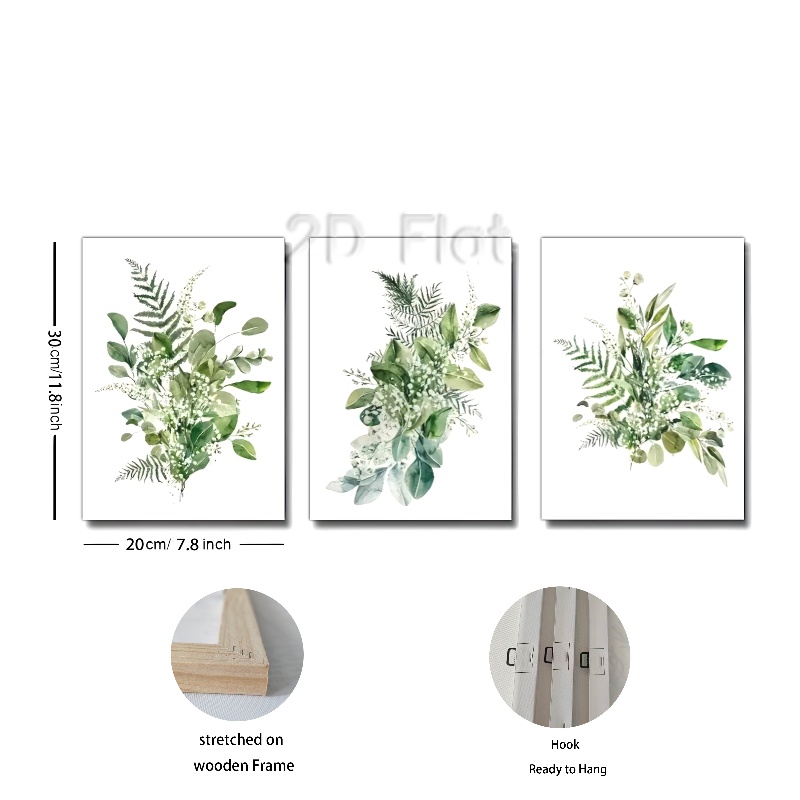 2D Flat
30cm/11.8inch
20cm/ 7.8 inch
stretched on
wooden Frame
Hook
Ready to Hang